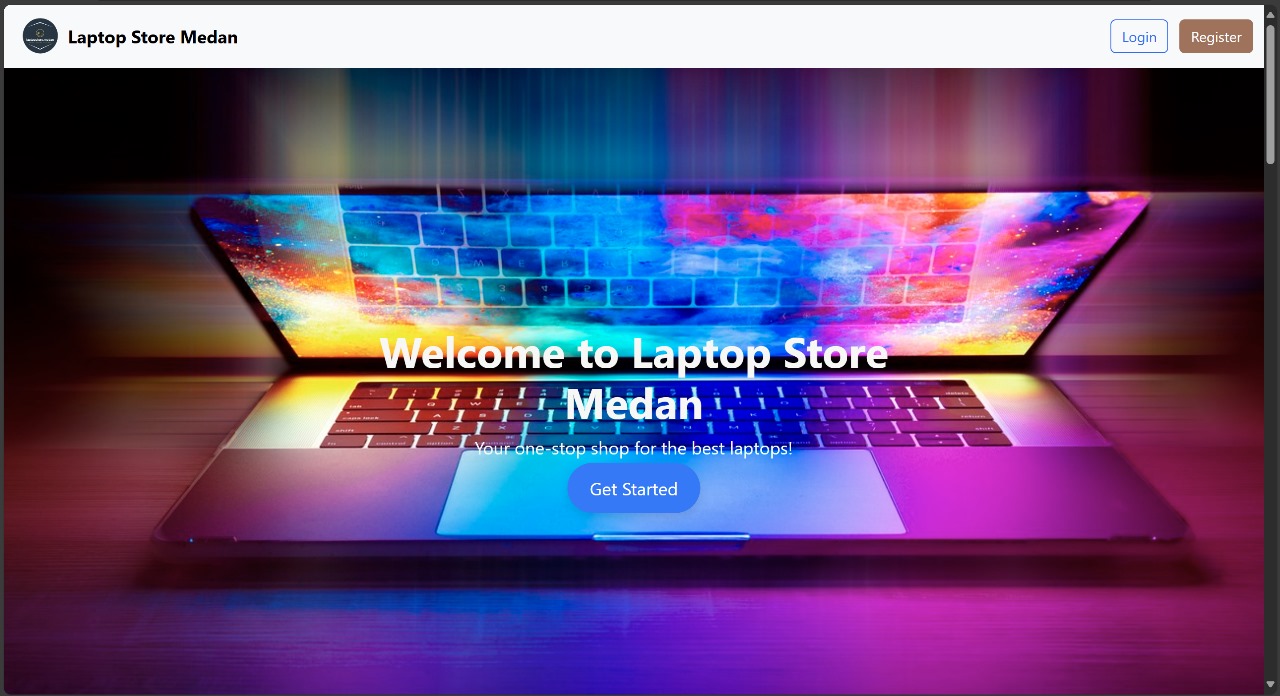 Laptop Store Medan
Login
Register
Welcome to Laptop Store
Medan
Your one-stop shop for the best laptops!
Get Started